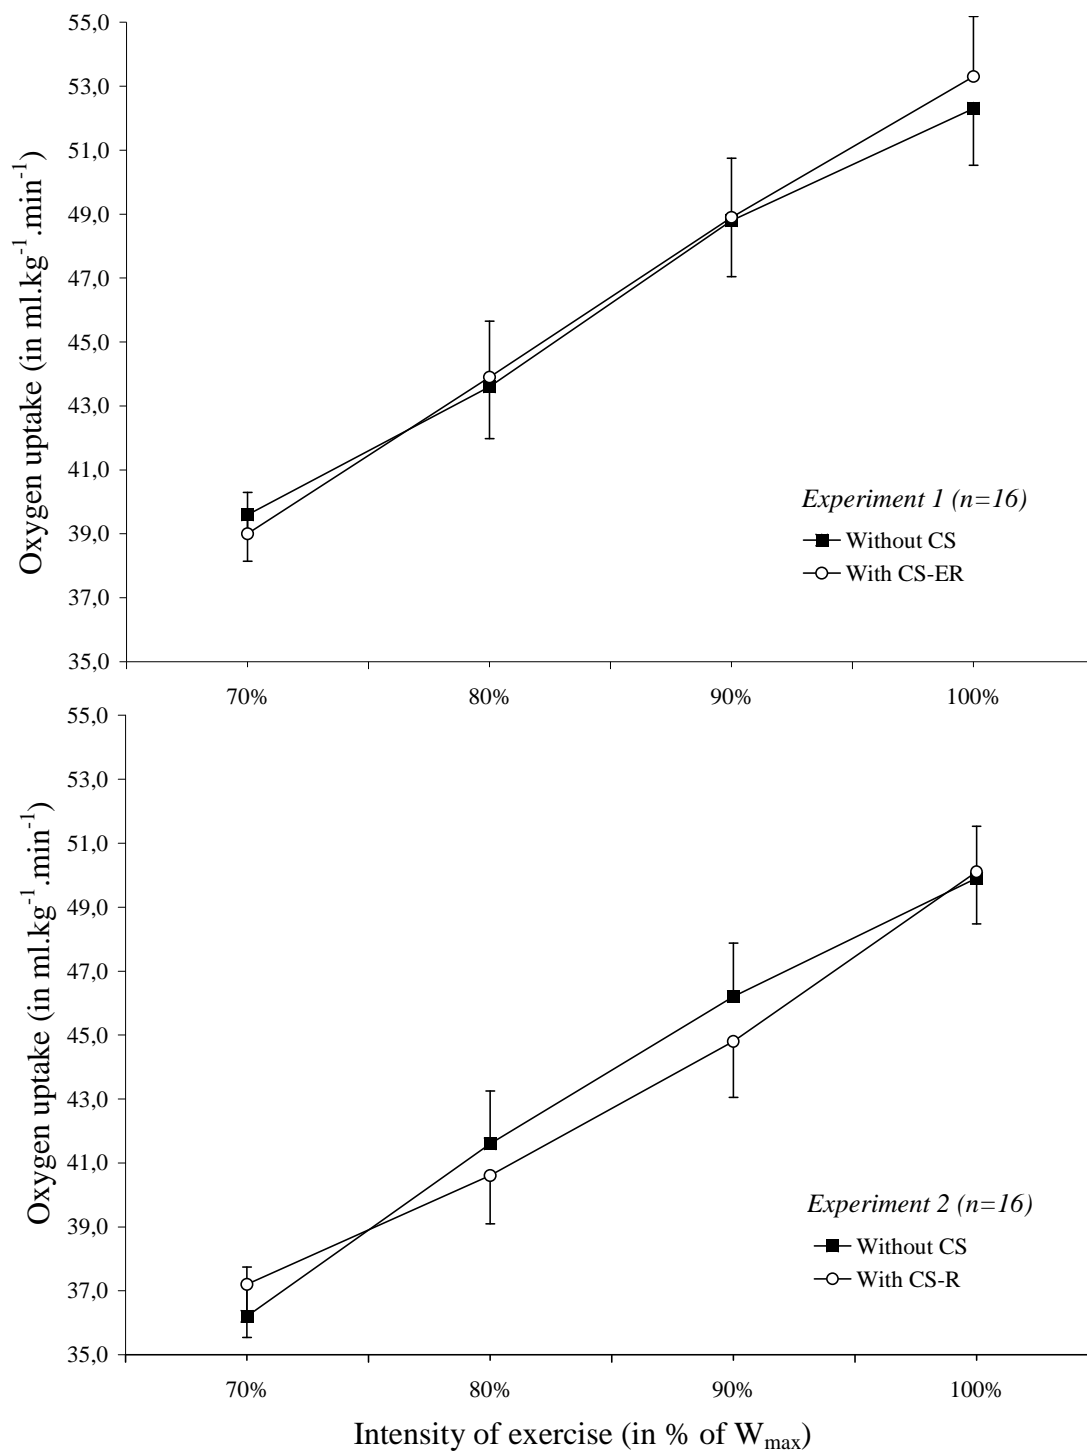 55,0
53,0
51,0
49,0
47,0
45,0
43,0
41,0
39,0
37,0
35,0
Oxygen uptake (in ml.kg⁻¹.min⁻¹)
Experiment 1 (n=16)
Without CS
With CS-ER
70% 80% 90% 100%
55,0
53,0
51,0
49,0
47,0
45,0
43,0
41,0
39,0
37,0
35,0
Oxygen uptake (in ml.kg⁻¹.min⁻¹)
Experiment 2 (n=16)
Without CS
With CS-R
70% 80% 90% 100%
Intensity of exercise (in % of Wₘₐₓ)